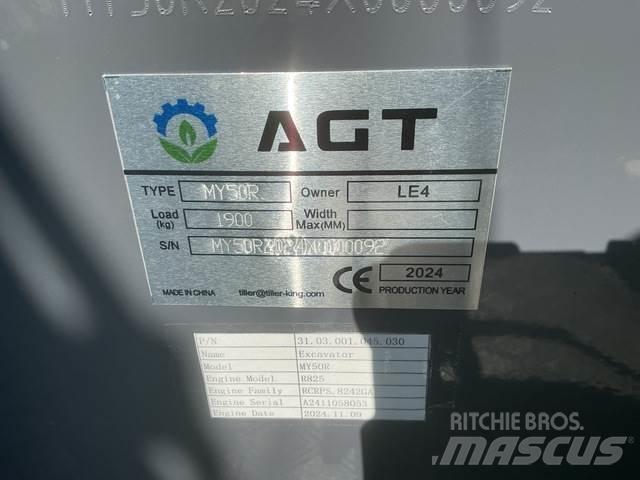 MY50R2024X0000092
AGT
TYPE MY50R Owner LE4
Load (kg) 1900 Width Max(MM)
S/N MY50R2024X0000092
MADE IN CHINA tiller@tiller-king.com CE 2024 PRODUCTION YEAR
P/N 31.03.001.045.030
Name Excavator
Model MY50R
Engine Model R825
Engine Family RCRPS.8242GA
Engine Serial A2411058053
Engine Date 2024.11.09
RITCHIE BROS.
MASCUS